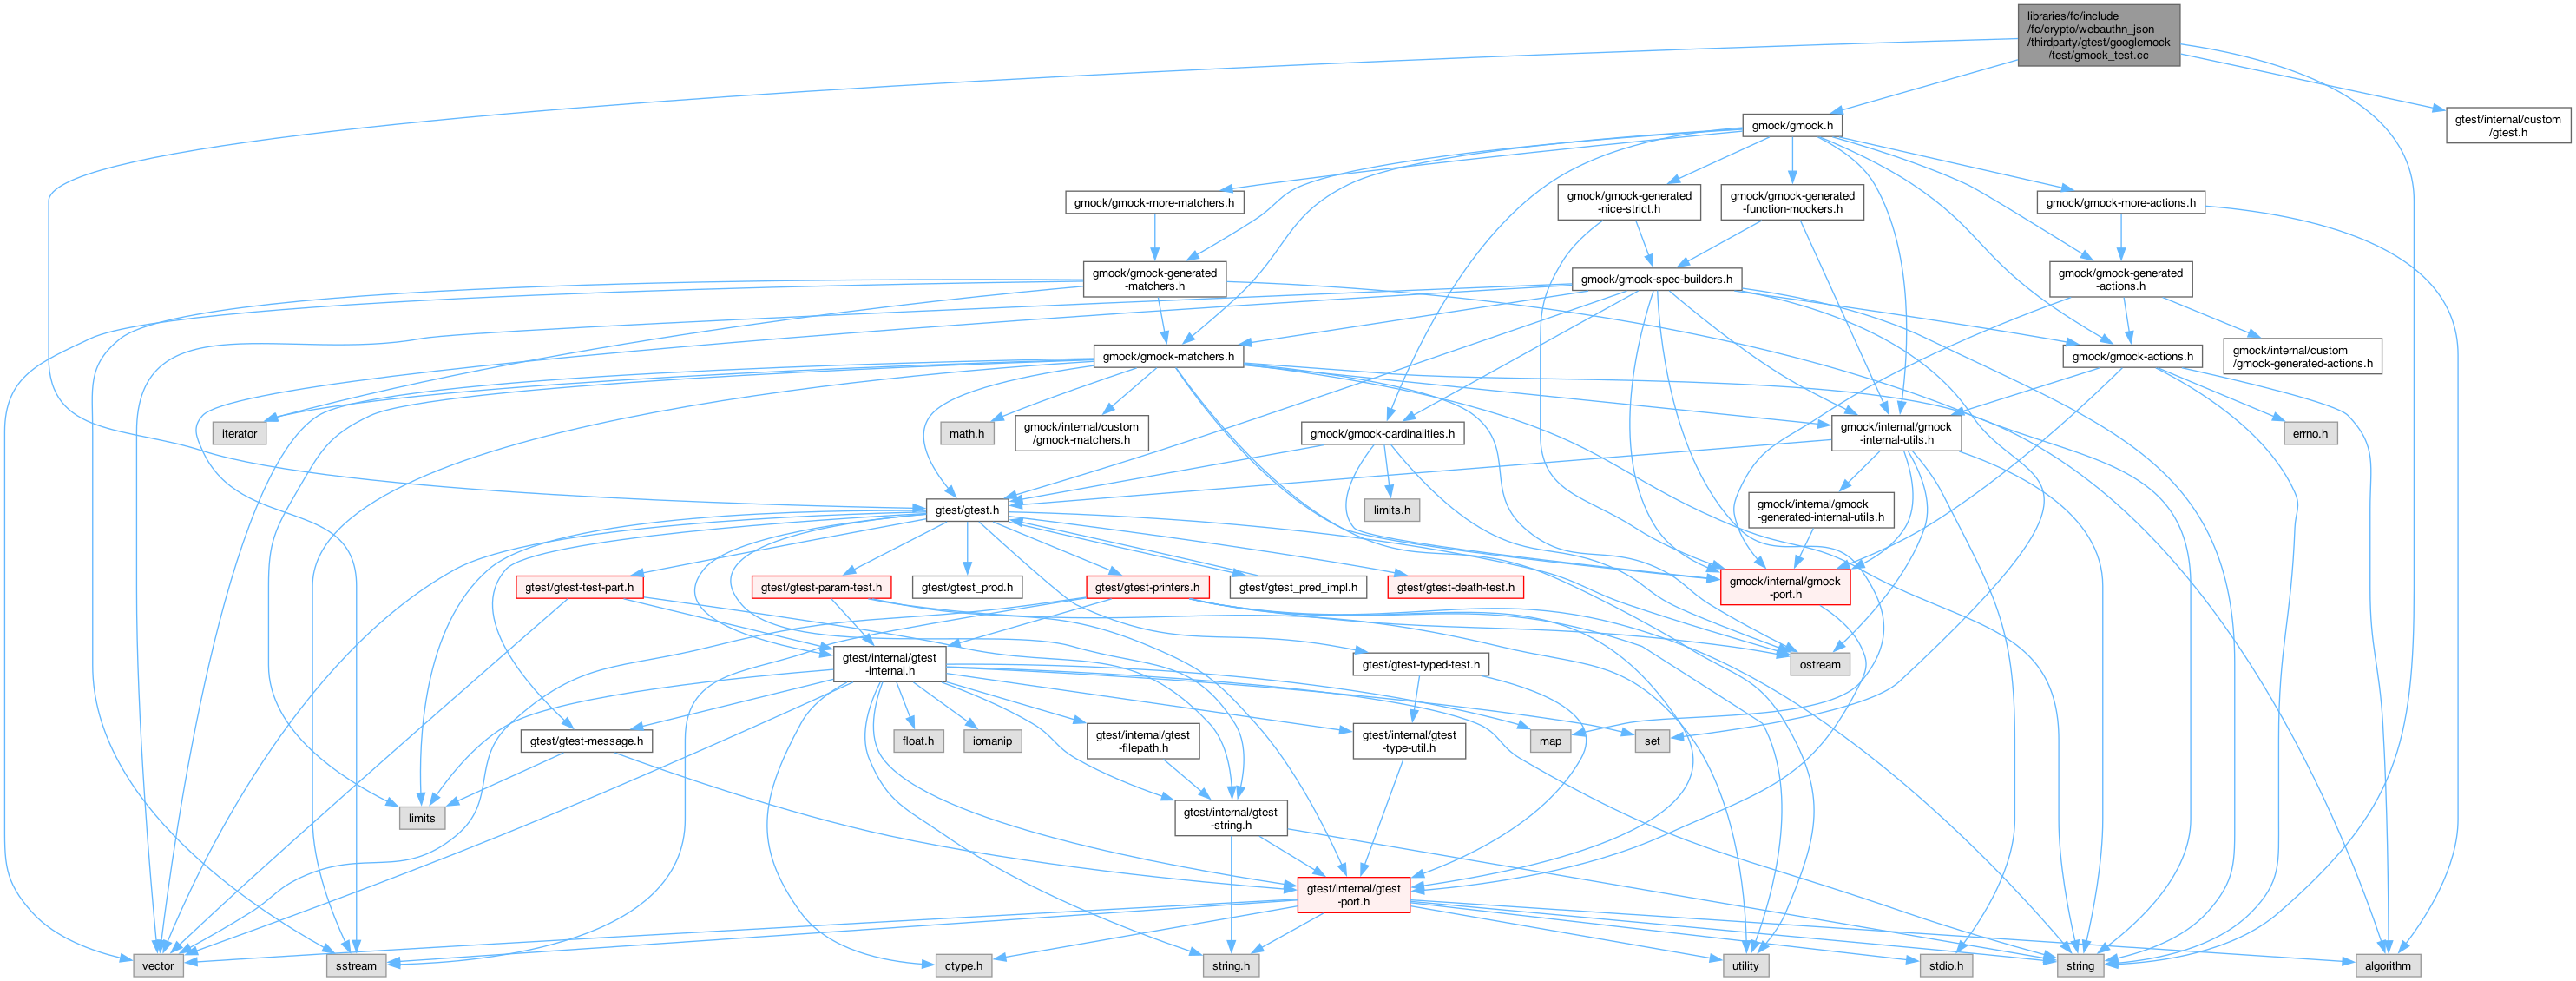 libraries/fc/include
/fc/crypto/webauthn_json
/thirdparty/gtest/googlemock
/test/gmock_test.cc
gmock/gmock.h
gtest/internal/custom
/gtest.h
gmock/gmock-more-matchers.h
gmock/gmock-generated
-nice-strict.h
gmock/gmock-generated
-function-mockers.h
gmock/gmock-more-actions.h
gmock/gmock-generated
-matchers.h
gmock/gmock-spec-builders.h
gmock/gmock-generated
-actions.h
gmock/gmock-matchers.h
gmock/gmock-actions.h
gmock/internal/custom
/gmock-generated-actions.h
iterator
math.h
gmock/internal/custom
/gmock-matchers.h
gmock/gmock-cardinalities.h
gmock/internal/gmock
-internal-utils.h
errno.h
gtest/gtest.h
limits.h
gmock/internal/gmock
-generated-internal-utils.h
gtest/gtest-test-part.h
gtest/gtest-param-test.h
gtest/gtest_prod.h
gtest/gtest-printers.h
gtest/gtest_pred_impl.h
gtest/gtest-death-test.h
gmock/internal/gmock
-port.h
gtest/internal/gtest
-internal.h
gtest/gtest-typed-test.h
ostream
gtest/gtest-message.h
float.h
iomanip
gtest/internal/gtest
-filepath.h
gtest/internal/gtest
-type-util.h
map
set
limits
gtest/internal/gtest
-string.h
gtest/internal/gtest
-port.h
vector
sstream
ctype.h
string.h
utility
stdio.h
string
algorithm